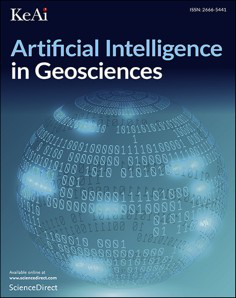 KeAi
ISSN: 2666-5441
Artificial Intelligence
in Geosciences
Available online at
www.sciencedirect.com
ScienceDirect